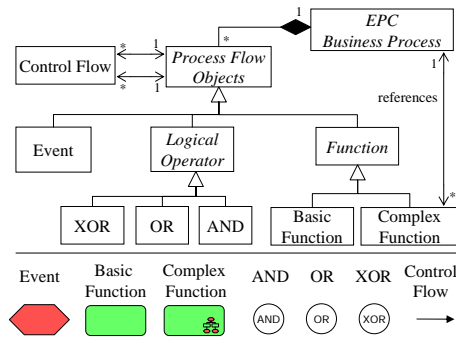 1 EPC
Business Process
* 1 Process Flow
Objects
*
Control Flow
* 1
1
references
Event
Logical
Operator
Function
*
XOR OR AND
Basic
Function
Complex
Function
Event
Basic
Function
Complex
Function
AND OR XOR
Control
Flow
AND OR XOR